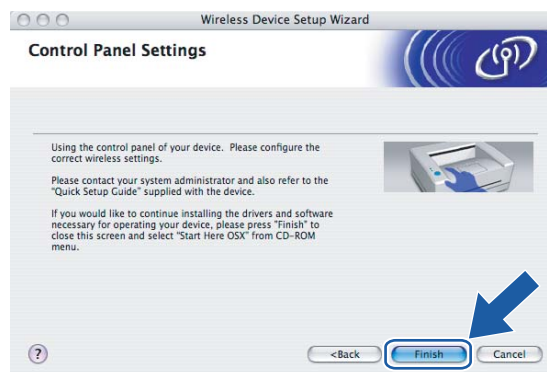 Wireless Device Setup Wizard
Control Panel Settings
Using the control panel of your device. Please configure the
correct wireless settings.
Please contact your system administrator and also refer to the
"Quick Setup Guide" supplied with the device.
If you would like to continue installing the drivers and software
necessary for operating your device, please press "Finish" to
close this screen and select "Start Here OSX" from CD-ROM
menu.
? <Back Finish Cancel